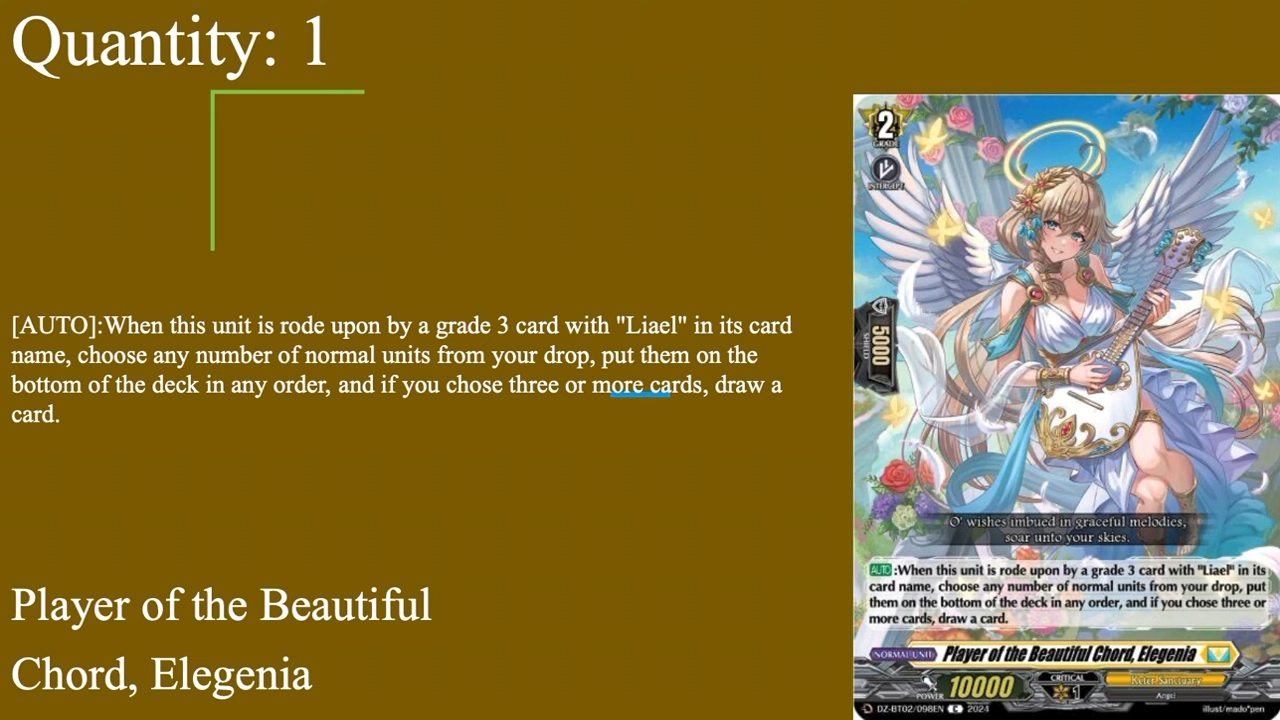 Quantity: 1
[AUTO]:When this unit is rode upon by a grade 3 card with "Liael" in its card
name, choose any number of normal units from your drop, put them on the
bottom of the deck in any order, and if you chose three or more cards, draw a
card.
Player of the Beautiful
Chord, Elegenia
2
GRADE
INTERCEPT
5000
SHIELD
O' wishes imbued in graceful melodies,
soar unto your skies.
AUTO:When this unit is rode upon by a grade 3 card with "Liael" in its
card name, choose any number of normal units from your drop, put
them on the bottom of the deck in any order, and if you chose three or
more cards, draw a card.
NORMAL UNIT Player of the Beautiful Chord, Elegenia
POWER 10000 CRITICAL 1 Keter Sanctuary
Angel
D-BT02/098EN C 2024 illust/mado*pen